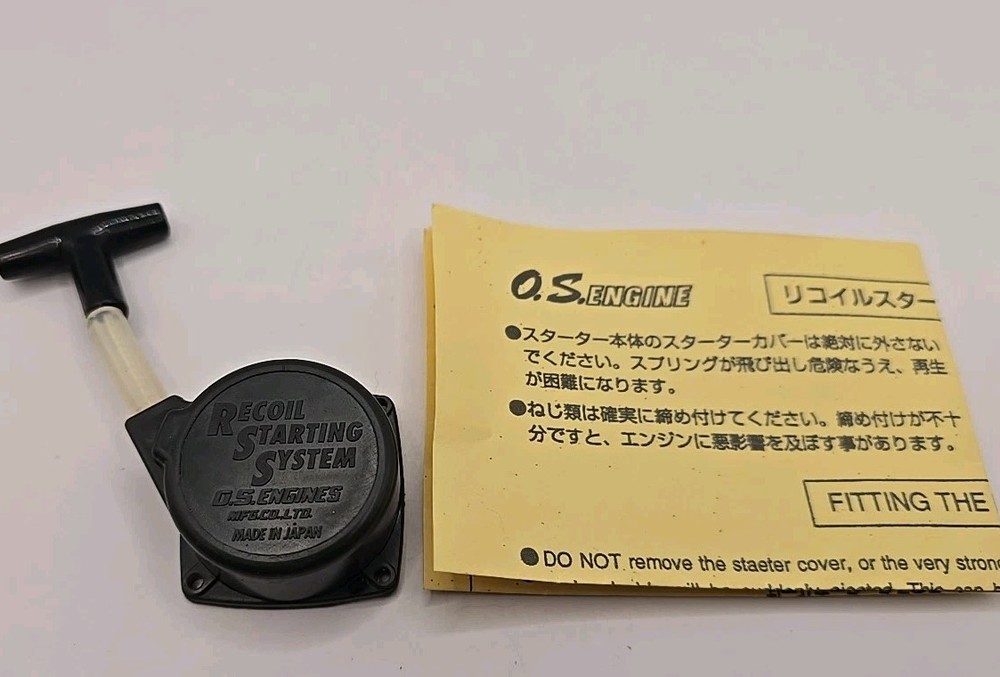 RECOIL
STARTING
SYSTEM
O.S.ENGINES
MFG.CO.,LTD.
MADE IN JAPAN
O.S.ENGINE
リコイルスター
●スターター本体のスターターカバーは絶対に外さない
でください。スプリングが飛び出し危険なうえ、再生
が困難になります。
●ねじ類は確実に締め付けてください。締め付けが不十
分ですと、エンジンに悪影響を及ぼす事があります。
FITTING THE
●DO NOT remove the staeter cover, or the very strong